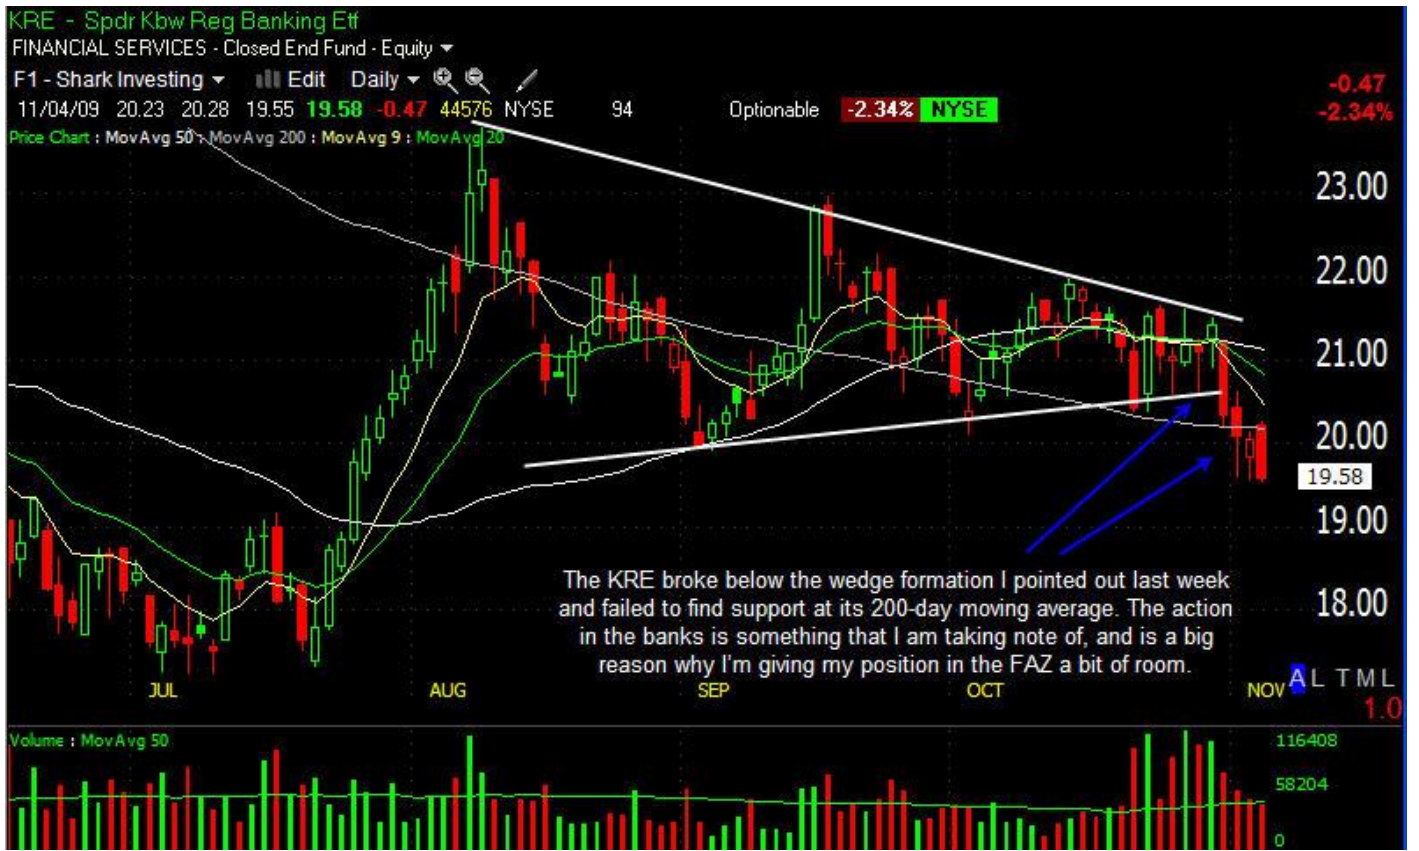 KRE - Spdr Kbw Reg Banking Etf
FINANCIAL SERVICES - Closed End Fund - Equity
F1 - Shark Investing Edit Daily
-0.47
11/04/09 20.23 20.28 19.55 19.58 -0.47 44576 NYSE 94 Optionable -2.34% NYSE
-2.34%
Price Chart : MovAvg 50 : MovAvg 200 : MovAvg 9 : MovAvg 20
23.00
22.00
21.00
20.00
19.58
19.00
The KRE broke below the wedge formation I pointed out last week
and failed to find support at its 200-day moving average. The action
in the banks is something that I am taking note of, and is a big
reason why I'm giving my position in the FAZ a bit of room.
18.00
JUL AUG SEP OCT NOV
A L T M L
1.0
Volume : MovAvg 50
116408
58204
0